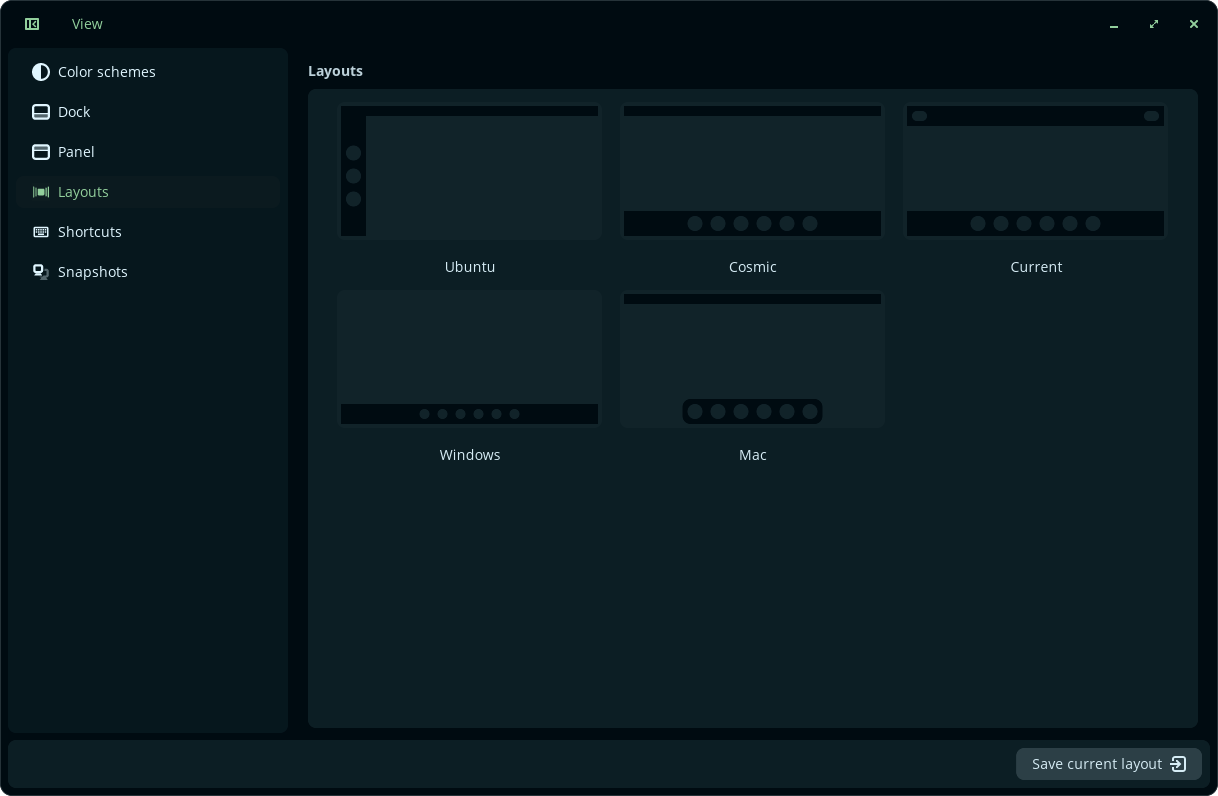 View
Color schemes
Dock
Panel
Layouts
Shortcuts
Snapshots
Layouts
Ubuntu
Cosmic
Current
Windows
Mac
Save current layout